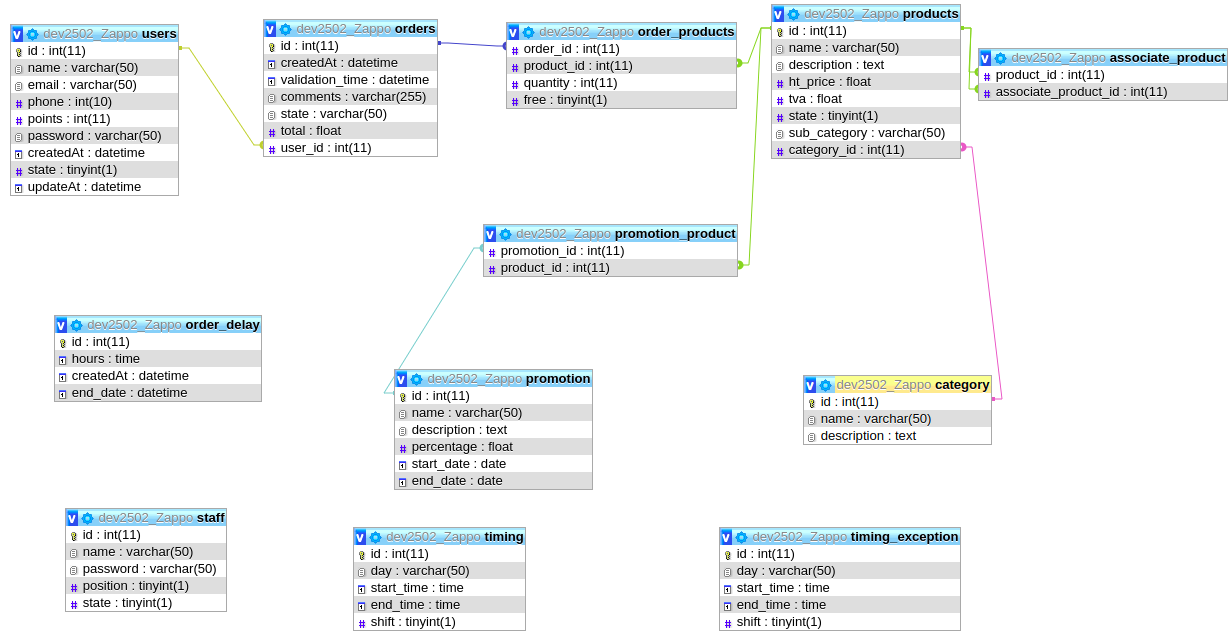 v dev2502_Zappo users
id : int(11)
name : varchar(50)
email : varchar(50)
# phone : int(10)
# points : int(11)
password : varchar(50)
createdAt : datetime
# state : tinyint(1)
updateAt : datetime
v dev2502_Zappo orders
id : int(11)
createdAt : datetime
validation_time : datetime
comments : varchar(255)
state : varchar(50)
# total : float
# user_id : int(11)
v dev2502_Zappo order_products
# order_id : int(11)
# product_id : int(11)
# quantity : int(11)
# free : tinyint(1)
v dev2502_Zappo products
id : int(11)
name : varchar(50)
description : text
# ht_price : float
# tva : float
# state : tinyint(1)
sub_category : varchar(50)
# category_id : int(11)
v dev2502_Zappo associate_product
# product_id : int(11)
# associate_product_id : int(11)
v dev2502_Zappo promotion_product
# promotion_id : int(11)
# product_id : int(11)
v dev2502_Zappo order_delay
id : int(11)
hours : time
createdAt : datetime
end_date : datetime
v dev2502_Zappo promotion
id : int(11)
name : varchar(50)
description : text
# percentage : float
start_date : date
end_date : date
v dev2502_Zappo category
id : int(11)
name : varchar(50)
description : text
v dev2502_Zappo staff
id : int(11)
name : varchar(50)
password : varchar(50)
# position : tinyint(1)
# state : tinyint(1)
v dev2502_Zappo timing
id : int(11)
day : varchar(50)
start_time : time
end_time : time
# shift : tinyint(1)
v dev2502_Zappo timing_exception
id : int(11)
day : varchar(50)
start_time : time
end_time : time
# shift : tinyint(1)